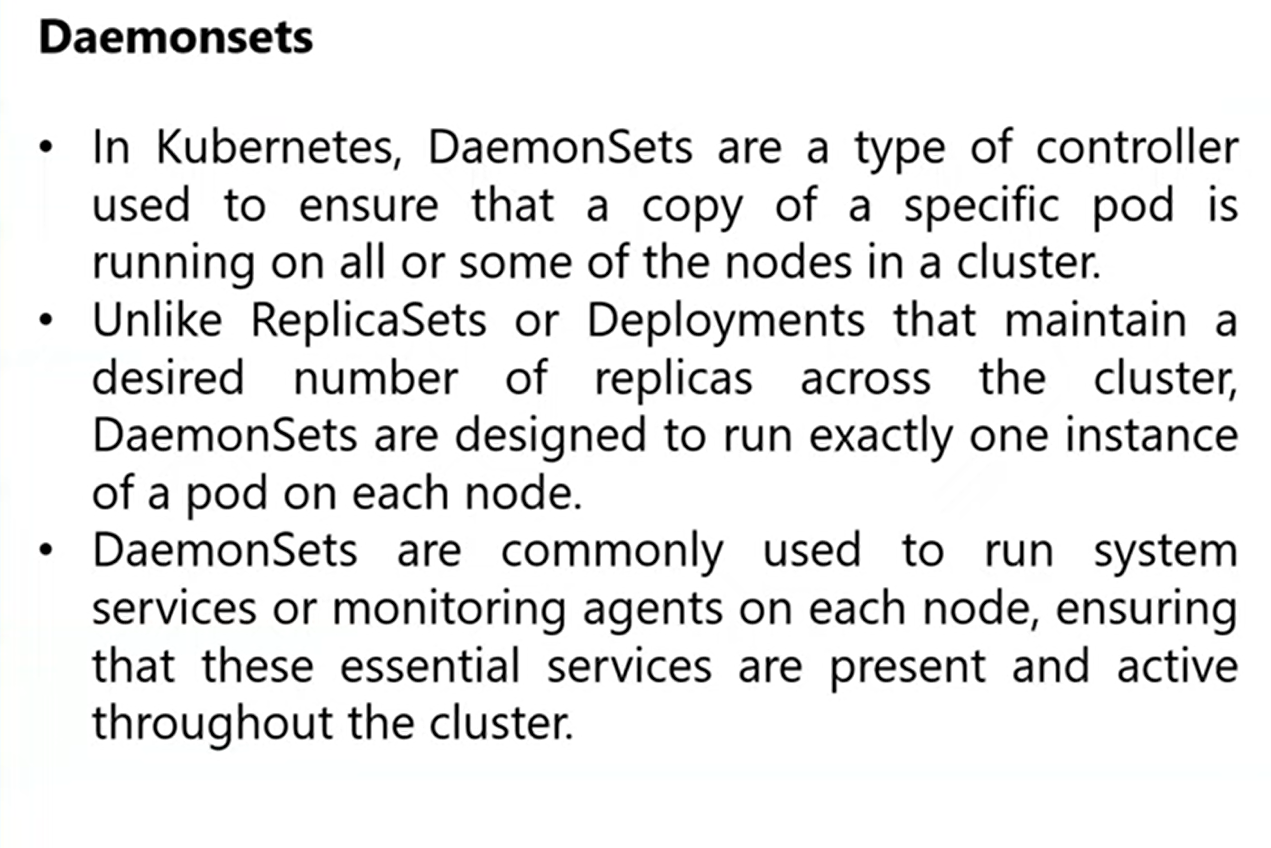 Daemonsets
• In Kubernetes, DaemonSets are a type of controller
used to ensure that a copy of a specific pod is
running on all or some of the nodes in a cluster.
• Unlike ReplicaSets or Deployments that maintain a
desired number of replicas across the cluster,
DaemonSets are designed to run exactly one instance
of a pod on each node.
• DaemonSets are commonly used to run system
services or monitoring agents on each node, ensuring
that these essential services are present and active
throughout the cluster.